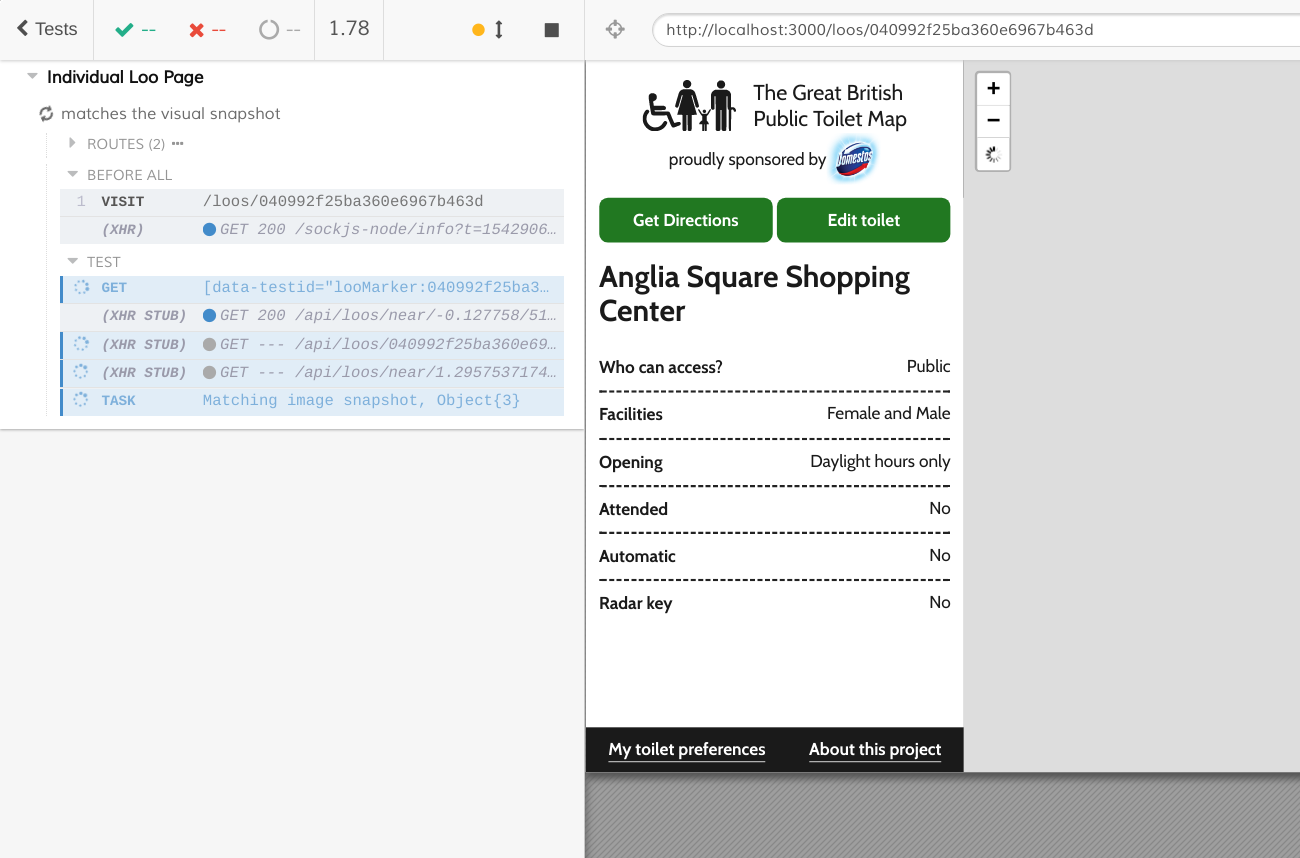 Tests
--
--
--
1.78
http://localhost:3000/loos/040992f25ba360e6967b463d
Individual Loo Page
matches the visual snapshot
ROUTES (2)
BEFORE ALL
1 VISIT /loos/040992f25ba360e6967b463d
(XHR) GET 200 /sockjs-node/info?t=1542906…
TEST
GET [data-testid="looMarker:040992f25ba3…
(XHR STUB) GET 200 /api/loos/near/-0.127758/51…
(XHR STUB) GET --- /api/loos/040992f25ba360e69…
(XHR STUB) GET --- /api/loos/near/1.2957537174…
TASK Matching image snapshot, Object{3}
The Great British
Public Toilet Map
proudly sponsored by Domestos
Get Directions
Edit toilet
Anglia Square Shopping
Center
Who can access? Public
Facilities Female and Male
Opening Daylight hours only
Attended No
Automatic No
Radar key No
My toilet preferences
About this project
+
−